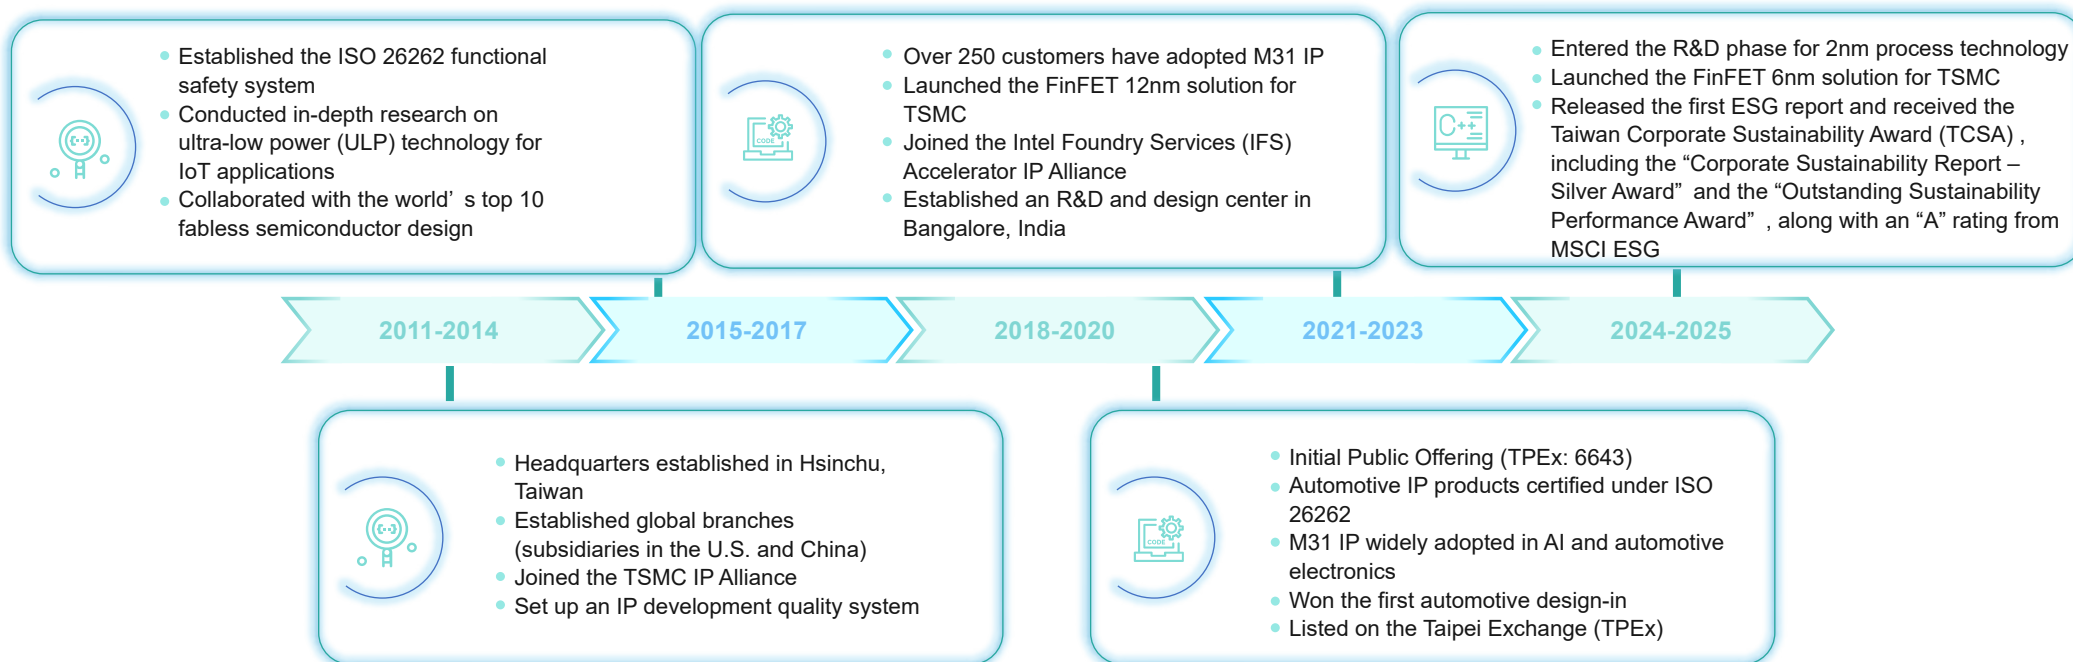 Established the ISO 26262 functional
safety system
Conducted in-depth research on
ultra-low power (ULP) technology for
IoT applications
Collaborated with the world’ s top 10
fabless semiconductor design
Over 250 customers have adopted M31 IP
Launched the FinFET 12nm solution for
TSMC
Joined the Intel Foundry Services (IFS)
Accelerator IP Alliance
Established an R&D and design center in
Bangalore, India
CODE
Entered the R&D phase for 2nm process technology
Launched the FinFET 6nm solution for TSMC
Released the first ESG report and received the
Taiwan Corporate Sustainability Award (TCSA) ,
including the “Corporate Sustainability Report –
Silver Award” and the “Outstanding Sustainability
Performance Award” , along with an “A” rating from
MSCI ESG
C++
2011-2014
2015-2017
2018-2020
2021-2023
2024-2025
Headquarters established in Hsinchu,
Taiwan
Established global branches
(subsidiaries in the U.S. and China)
Joined the TSMC IP Alliance
Set up an IP development quality system
Initial Public Offering (TPEx: 6643)
Automotive IP products certified under ISO
26262
M31 IP widely adopted in AI and automotive
electronics
Won the first automotive design-in
Listed on the Taipei Exchange (TPEx)
CODE